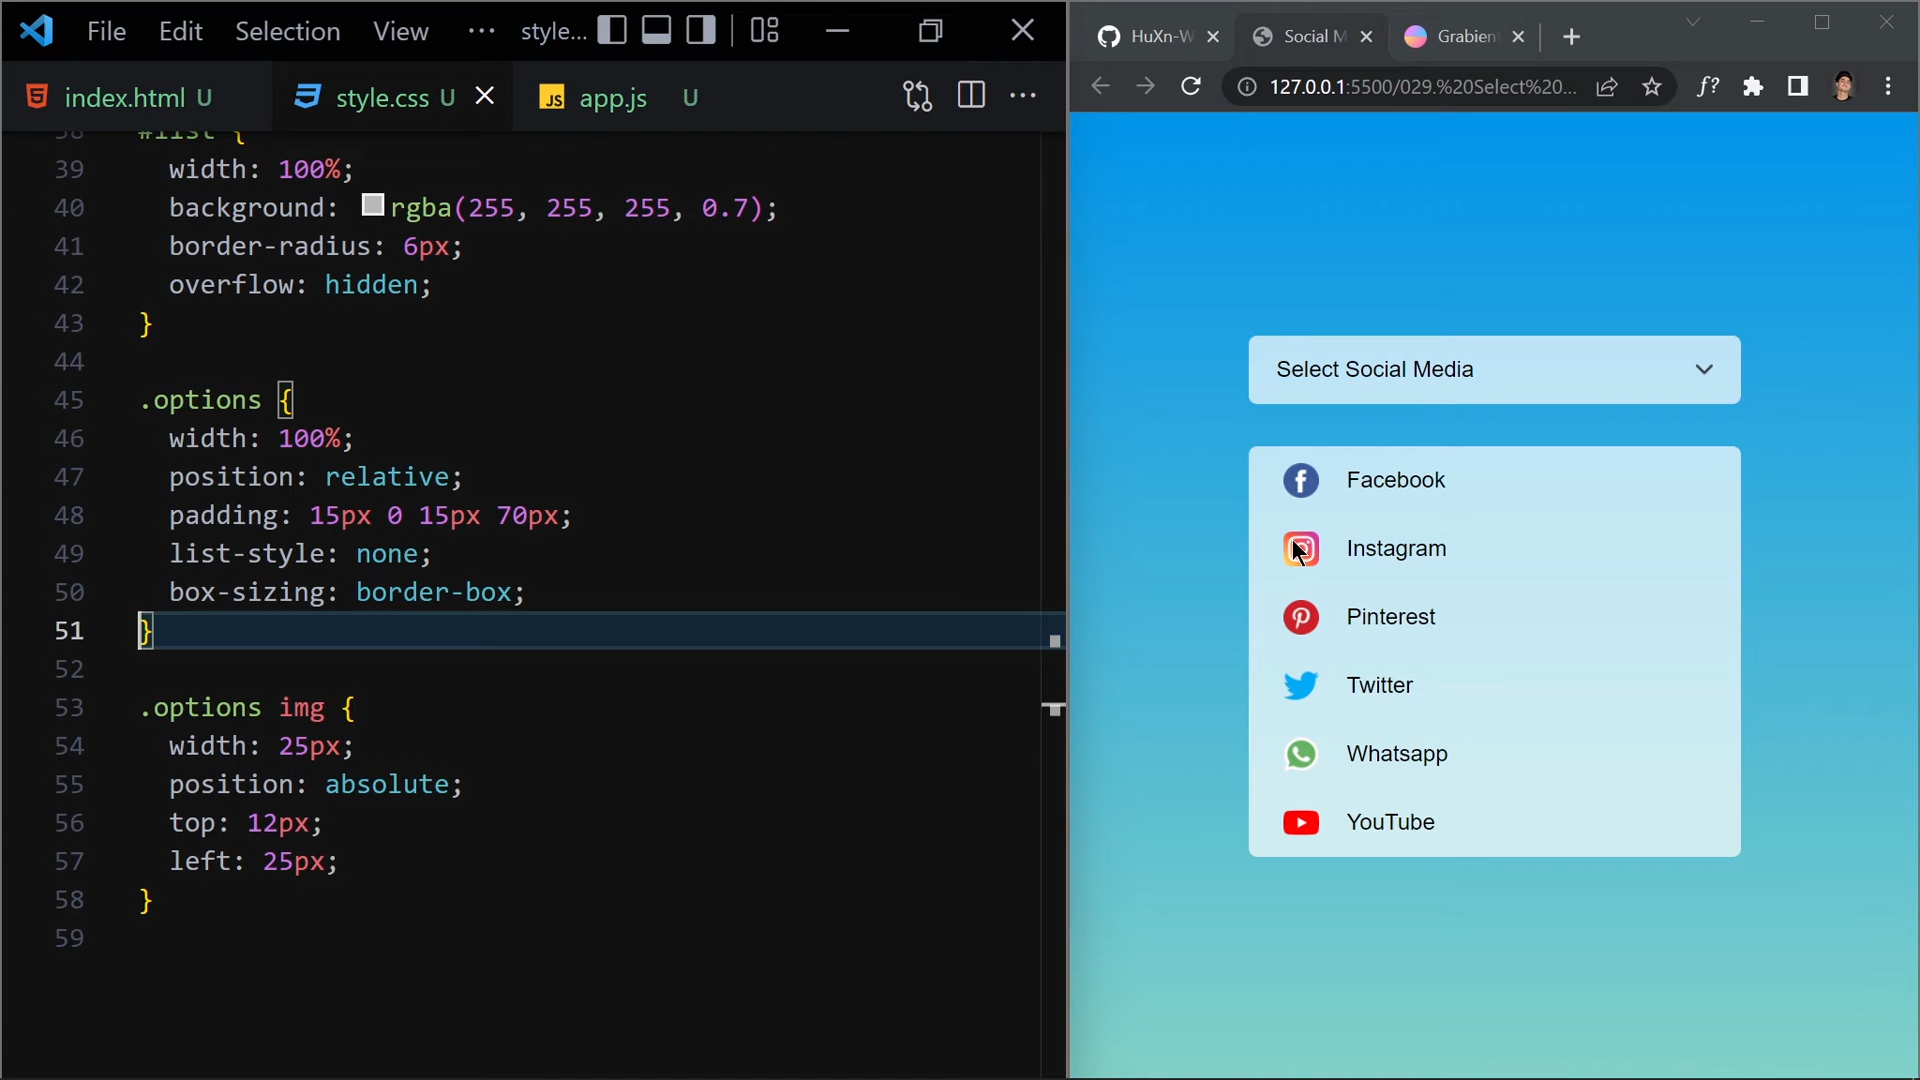 File Edit Selection View ··· style...
index.html U style.css U app.js U
38 #list {
39 width: 100%;
40 background: rgba(255, 255, 255, 0.7);
41 border-radius: 6px;
42 overflow: hidden;
43 }
44
45 .options {
46 width: 100%;
47 position: relative;
48 padding: 15px 0 15px 70px;
49 list-style: none;
50 box-sizing: border-box;
51 }
52
53 .options img {
54 width: 25px;
55 position: absolute;
56 top: 12px;
57 left: 25px;
58 }
59
HuXn-W Social M Grabien
127.0.0.1:5500/029.%20Select%20... f?
Select Social Media
Facebook
Instagram
Pinterest
Twitter
Whatsapp
YouTube